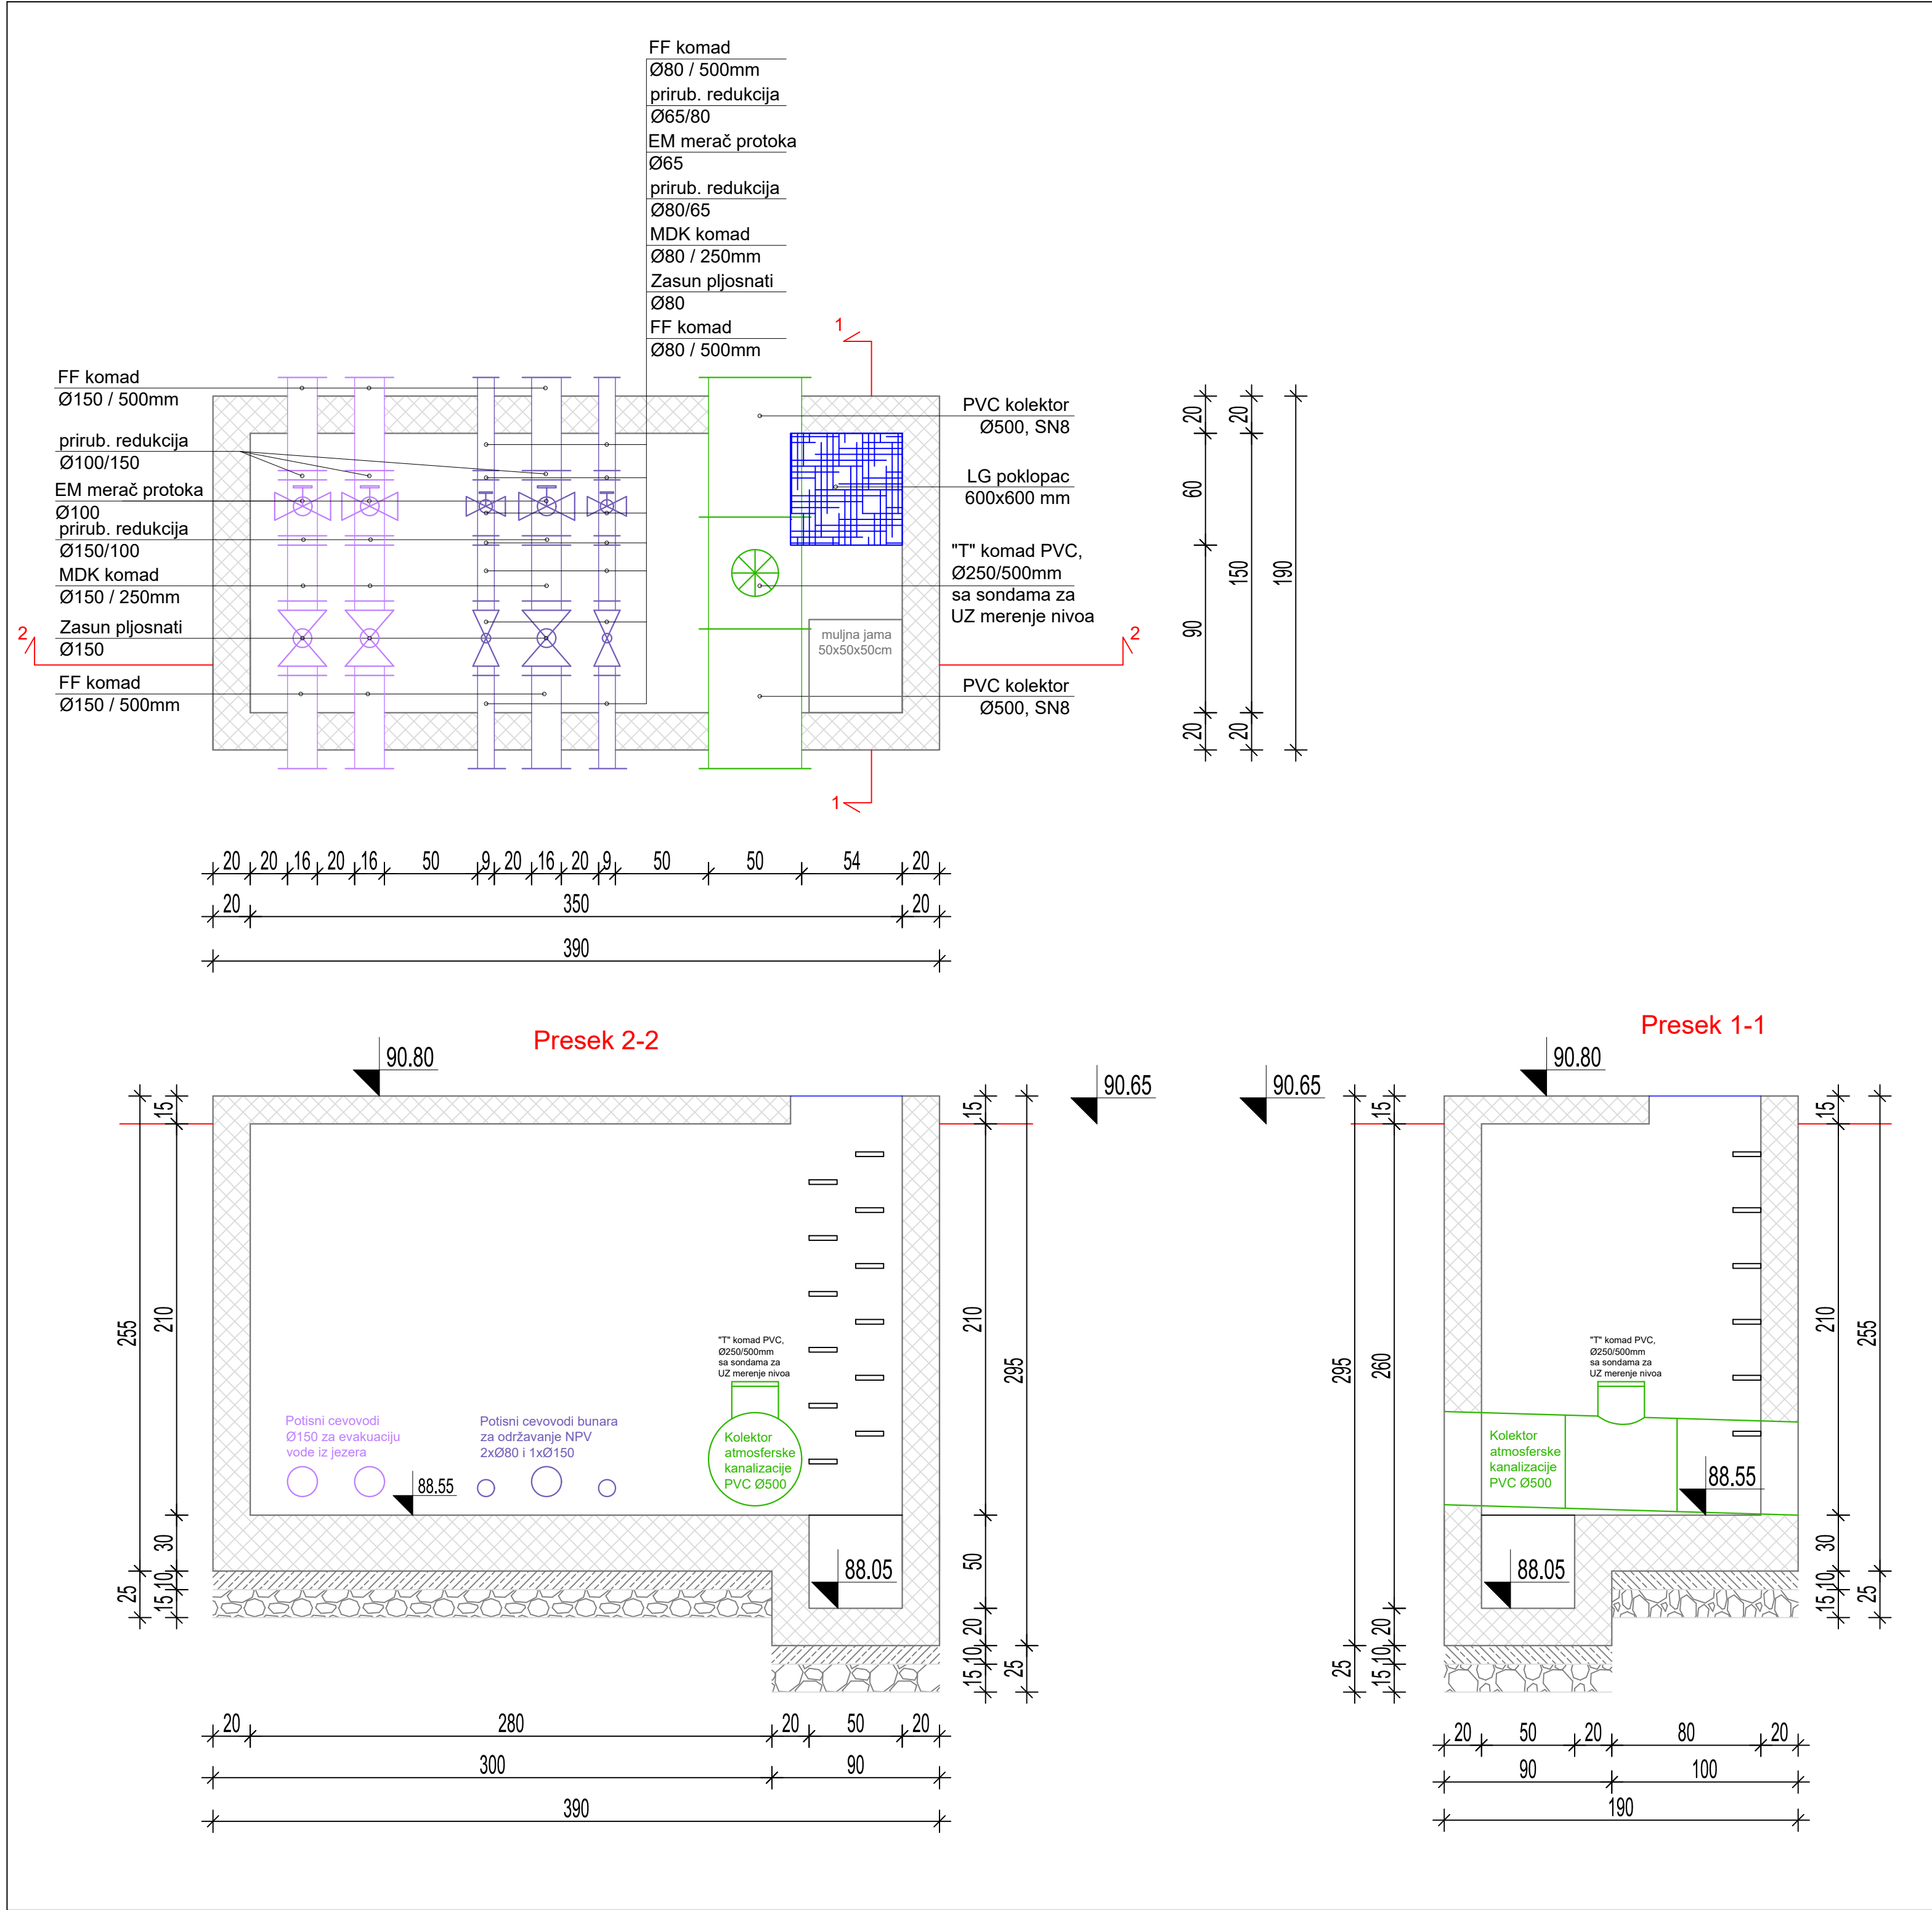 FF komad
Ø80 / 500mm
prirub. redukcija
Ø65/80
EM merač protoka
Ø65
prirub. redukcija
Ø80/65
MDK komad
Ø80 / 250mm
Zasun pljosnati
Ø80
FF komad
Ø80 / 500mm
FF komad
Ø150 / 500mm
prirub. redukcija
Ø100/150
EM merač protoka
Ø100
prirub. redukcija
Ø150/100
MDK komad
Ø150 / 250mm
Zasun pljosnati
Ø150
FF komad
Ø150 / 500mm
1
PVC kolektor
Ø500, SN8
LG poklopac
600x600 mm
"T" komad PVC,
Ø250/500mm
sa sondama za
UZ merenje nivoa
muljna jama
50x50x50cm
PVC kolektor
Ø500, SN8
2
2
1
20
60
90
20
20
150
20
190
20 20 16 20 16 50 9 20 16 20 9 50 50 54 20
20 350 20
390
Presek 2-2
90.80
90.65
15
210
30
10
15
255
25
15
210
50
20
10
15
295
25
"T" komad PVC,
Ø250/500mm
sa sondama za
UZ merenje nivoa
Potisni cevovodi
Ø150 za evakuaciju
vode iz jezera
Potisni cevovodi bunara
za održavanje NPV
2xØ80 i 1xØ150
Kolektor
atmosferske
kanalizacije
PVC Ø500
88.55
88.05
20 280 20 50 20
300 90
390
Presek 1-1
90.80
90.65
15
260
20
10
15
295
25
15
210
30
10
15
255
25
"T" komad PVC,
Ø250/500mm
sa sondama za
UZ merenje nivoa
Kolektor
atmosferske
kanalizacije
PVC Ø500
88.55
88.05
20 50 20 80 20
90 100
190